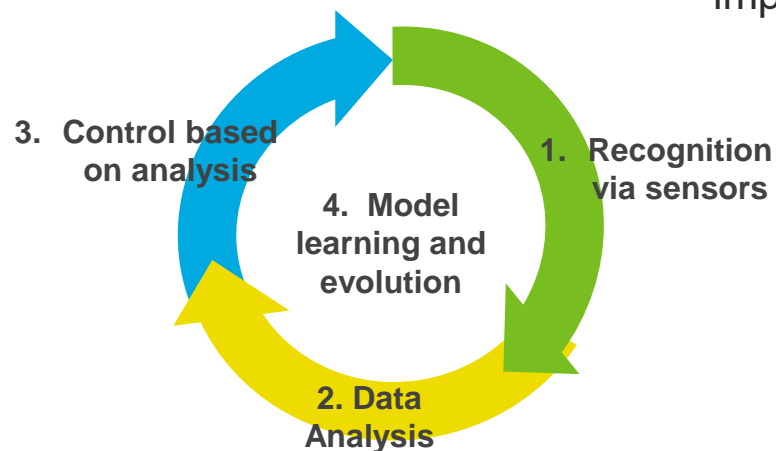 1. Recognition
via sensors
2. Data
Analysis
3. Control based
on analysis
4. Model
learning and
evolution